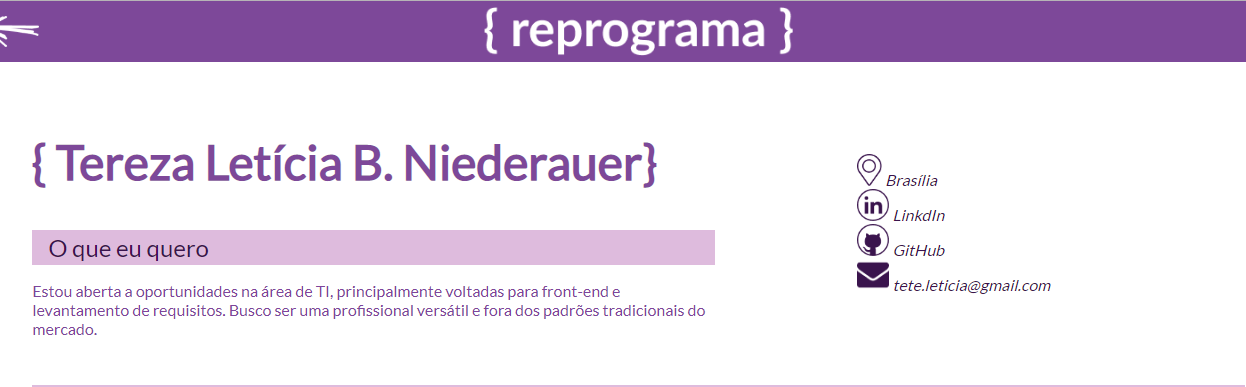 { reprograma }
{ Tereza Letícia B. Niederauer}
O que eu quero
Estou aberta a oportunidades na área de TI, principalmente voltadas para front-end e
levantamento de requisitos. Busco ser uma profissional versátil e fora dos padrões tradicionais do
mercado.
Brasília
in LinkdIn
GitHub
tete.leticia@gmail.com